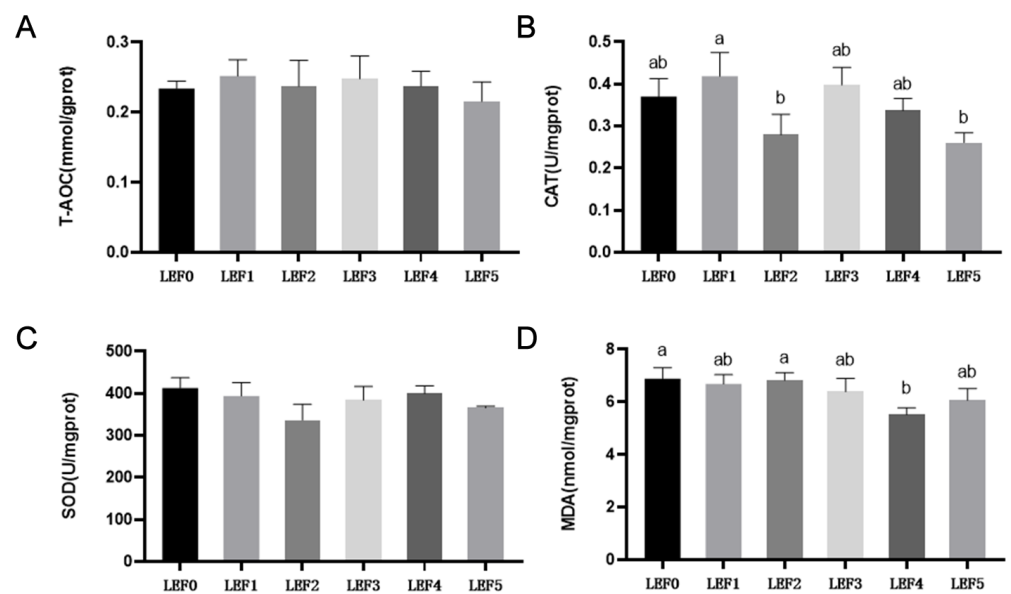 A
T-AOC(mmol/gprot)
0.3
0.2
0.1
0.0
LEF0 LEF1 LEF2 LEF3 LEF4 LEF5
B
CAT(U/mgprot)
0.5
0.4
0.3
0.2
0.1
0.0
ab a b ab ab b
LEF0 LEF1 LEF2 LEF3 LEF4 LEF5
C
SOD(U/mgprot)
500
400
300
200
100
0
LEF0 LEF1 LEF2 LEF3 LEF4 LEF5
D
MDA(nmol/mgprot)
8
6
4
2
0
a ab a ab b ab
LEF0 LEF1 LEF2 LEF3 LEF4 LEF5